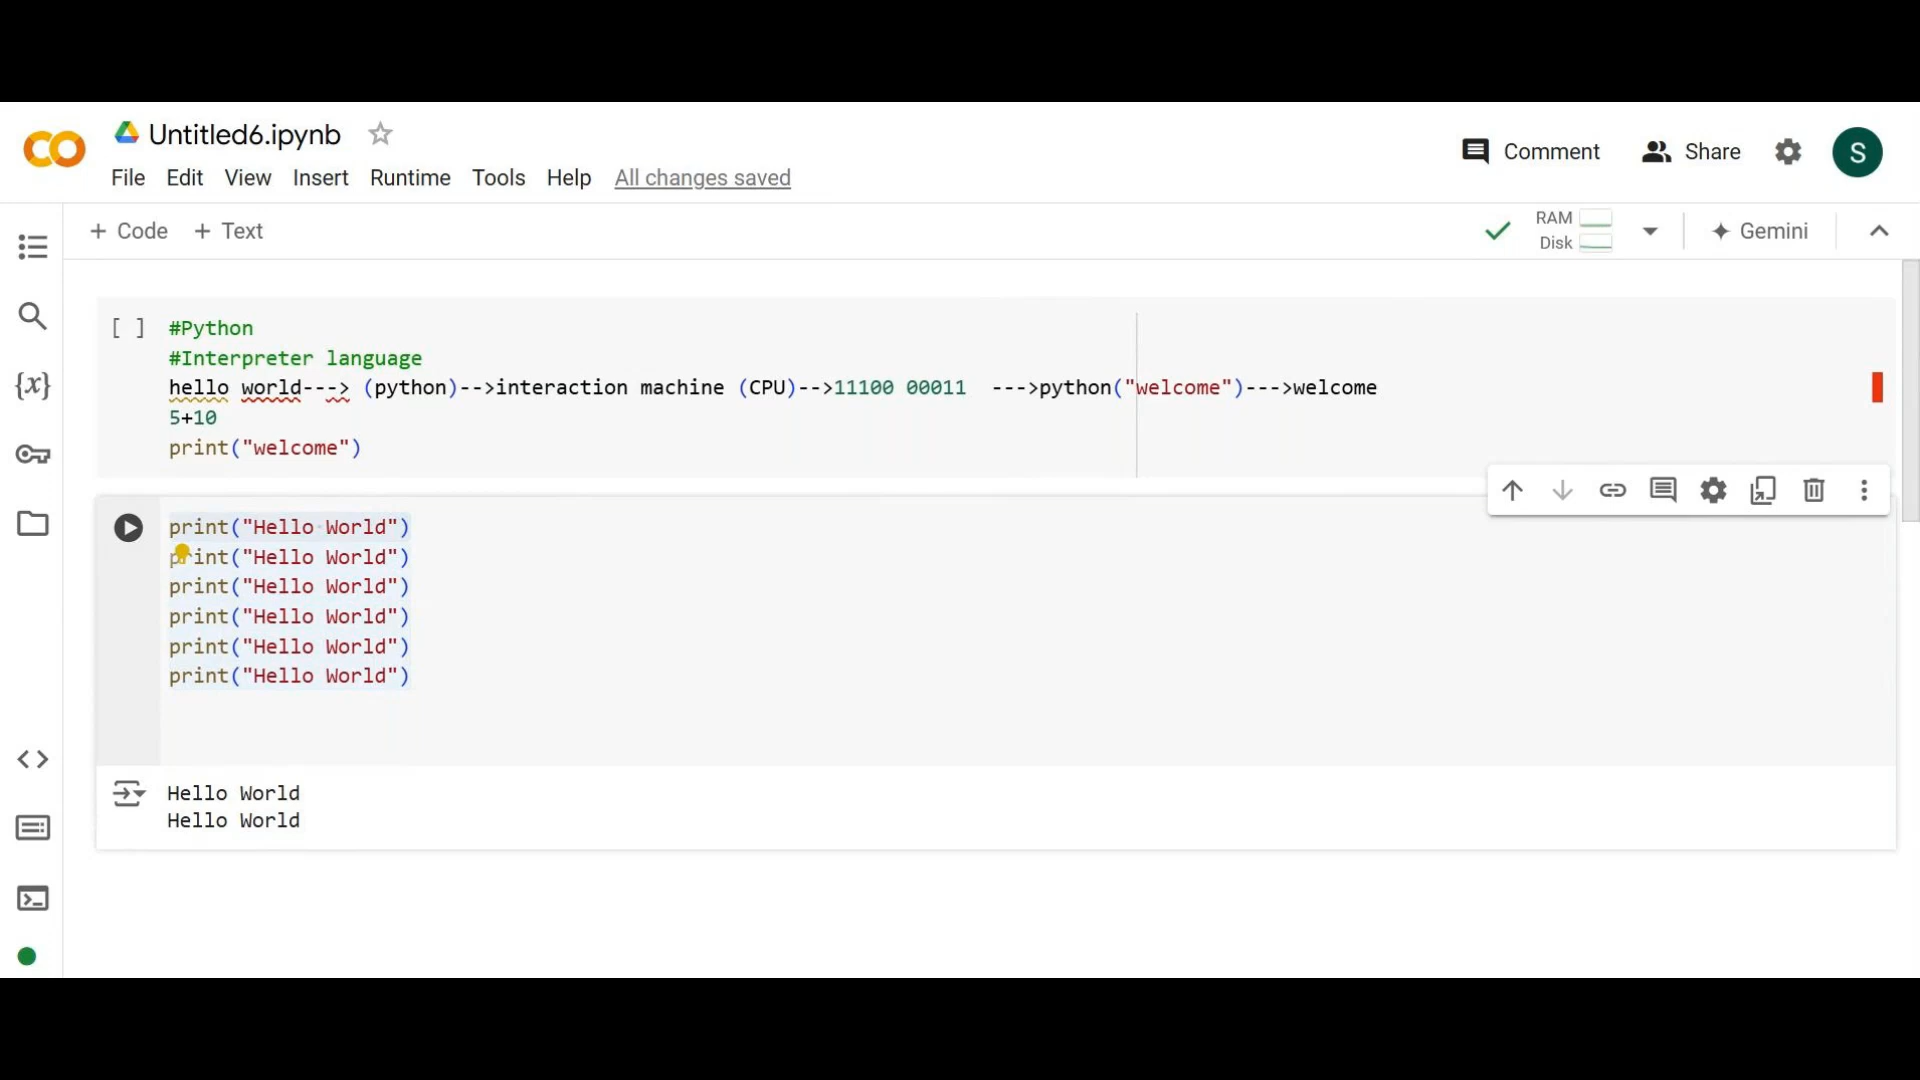 Untitled6.ipynb
Comment
Share
S
File Edit View Insert Runtime Tools Help All changes saved
+ Code + Text
RAM
Disk
Gemini
[ ]
#Python
#Interpreter language
hello world---> (python)-->interaction machine (CPU)-->11100 00011  --->python("welcome")--->welcome
5+10
print("welcome")
print("Hello World")
print("Hello World")
print("Hello World")
print("Hello World")
print("Hello World")
print("Hello World")
Hello World
Hello World